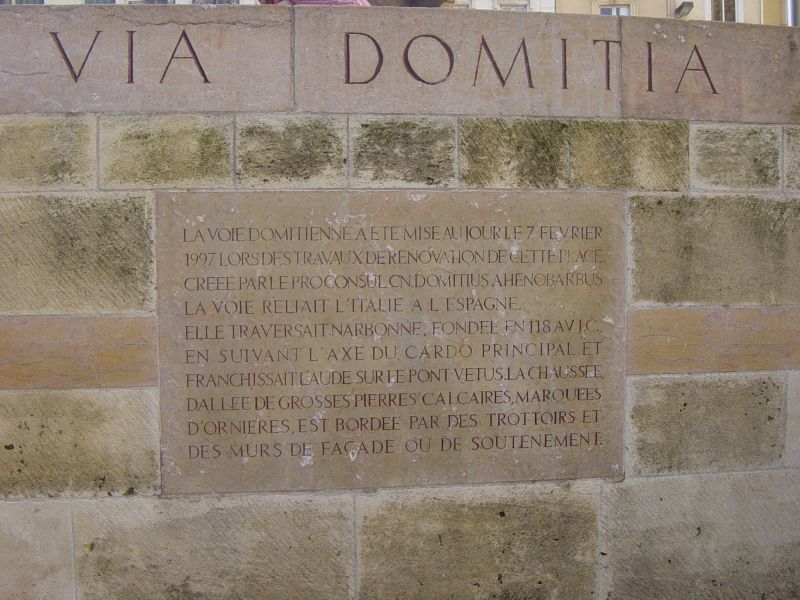 VIA DOMITIA
LA VOIE DOMITIENNE A ETE MISE AU JOUR LE 7 FEVRIER
1997 LORS DES TRAVAUX DE RENOVATION DE CETTE PLACE
CREEE PAR LE PROCONSUL CN. DOMITIUS AHENOBARBUS
LA VOIE RELIAIT L'ITALIE A L'ESPAGNE.
ELLE TRAVERSAIT NARBONNE, FONDEE EN 118 AV J.C.,
EN SUIVANT L'AXE DU CARDO PRINCIPAL ET
FRANCHISSAIT L'AUDE SUR LE PONT VETUS. LA CHAUSSEE,
DALLEE DE GROSSES PIERRES CALCAIRES, MARQUEES
D'ORNIERES, EST BORDEE PAR DES TROTTOIRS ET
DES MURS DE FAÇADE OU DE SOUTENEMENT.